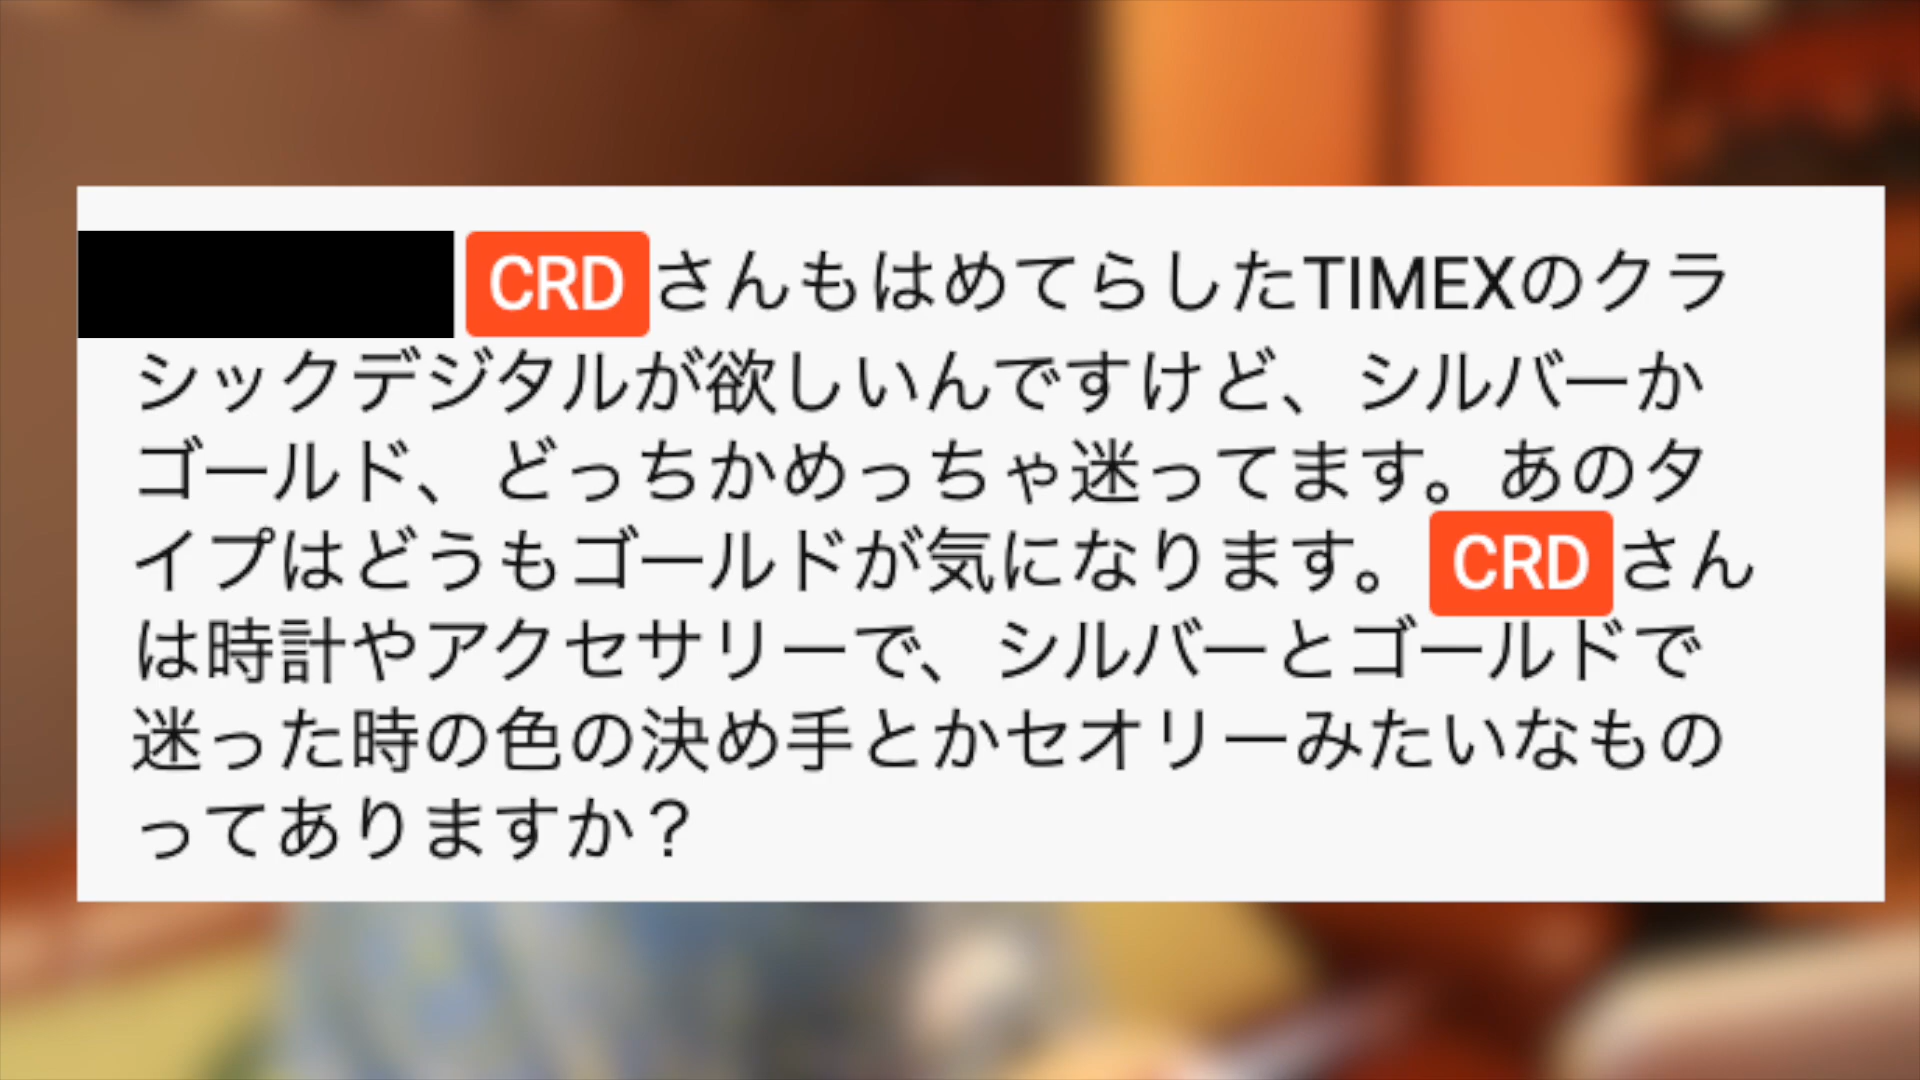 CRDさんもはめてらしたTIMEXのクラ
シックデジタルが欲しいんですけど、シルバーか
ゴールド、どっちかめっちゃ迷ってます。あのタ
イプはどうもゴールドが気になります。CRDさん
は時計やアクセサリーで、シルバーとゴールドで
迷った時の色の決め手とかセオリーみたいなもの
ってありますか？